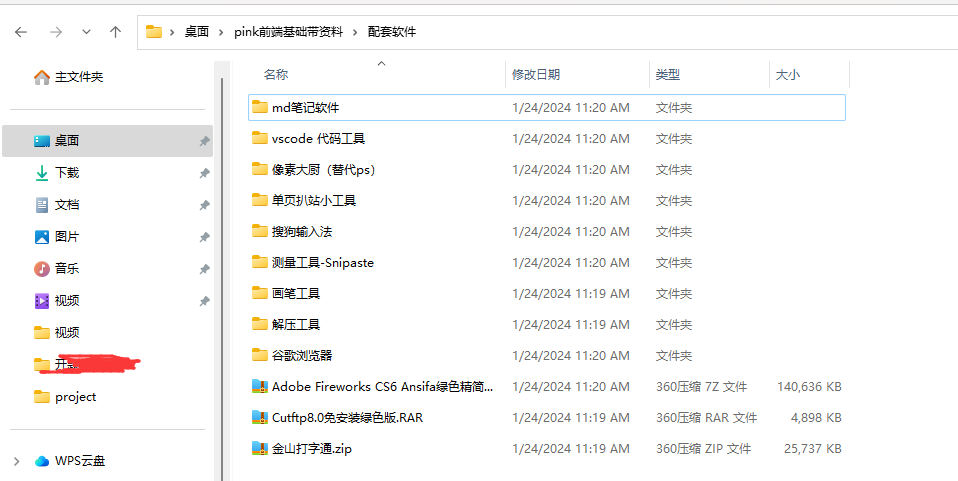 桌面 pink前端基础带资料 配套软件
主文件夹
桌面
下载
文档
图片
音乐
视频
视频
project
WPS云盘
名称 修改日期 类型 大小
md笔记软件 1/24/2024 11:20 AM 文件夹
vscode 代码工具 1/24/2024 11:20 AM 文件夹
像素大厨（替代ps） 1/24/2024 11:20 AM 文件夹
单页扒站小工具 1/24/2024 11:20 AM 文件夹
搜狗输入法 1/24/2024 11:20 AM 文件夹
测量工具-Snipaste 1/24/2024 11:20 AM 文件夹
画笔工具 1/24/2024 11:19 AM 文件夹
解压工具 1/24/2024 11:19 AM 文件夹
谷歌浏览器 1/24/2024 11:20 AM 文件夹
Adobe Fireworks CS6 Ansifa绿色精简... 1/24/2024 11:20 AM 360压缩 7Z 文件 140,636 KB
Cutftp8.0免安装绿色版.RAR 1/24/2024 11:19 AM 360压缩 RAR 文件 4,898 KB
金山打字通.zip 1/24/2024 11:19 AM 360压缩 ZIP 文件 25,737 KB